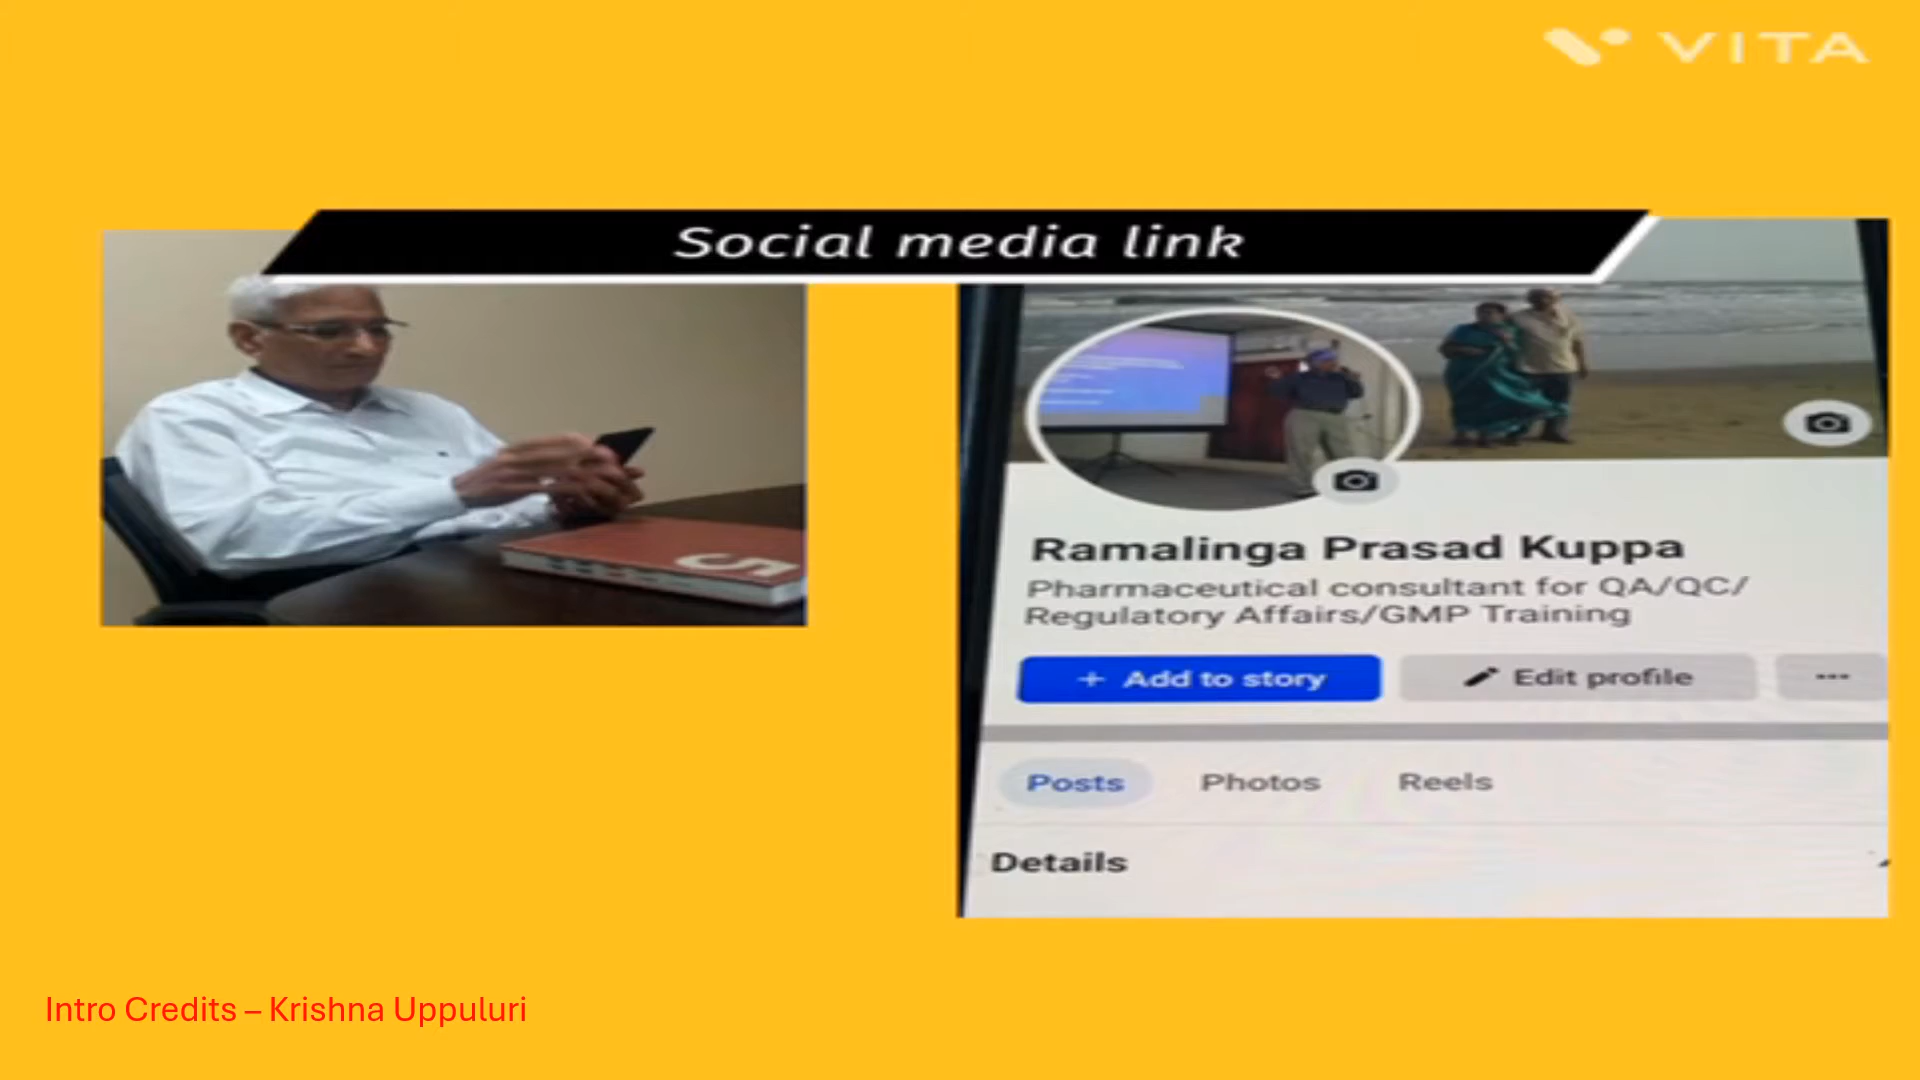 VITA
Social media link
Ramalinga Prasad Kuppa
Pharmaceutical consultant for QA/QC/
Regulatory Affairs/GMP Training
+ Add to story
Edit profile
...
Posts
Photos
Reels
Details
Intro Credits – Krishna Uppuluri